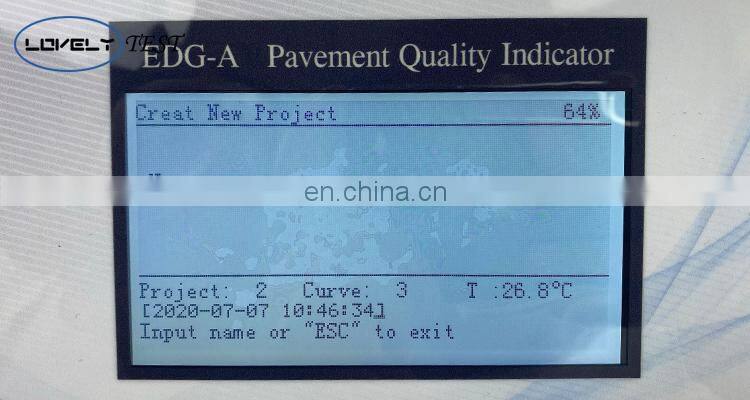 LOVELY TEST
EDG-A Pavement Quality Indicator
Creat New Project 64%
en.china.cn
Project: 2 Curve: 3 T :26.8℃
[2020-07-07 10:46:34]
Input name or "ESC" to exit